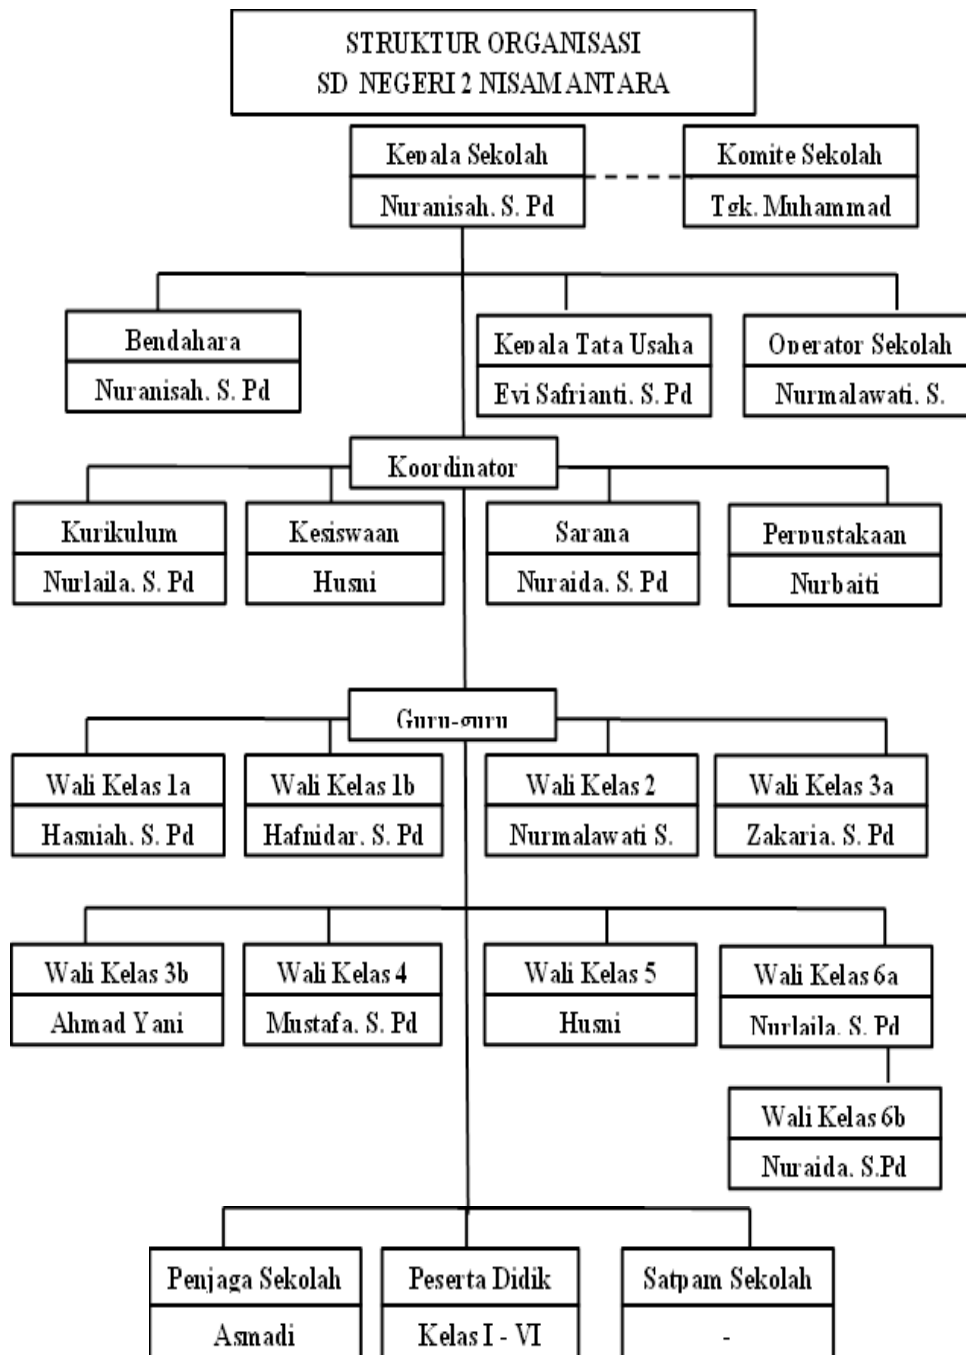 STRUKTUR ORGANISASI
SD NEGERI 2 NISAM ANTARA
Kepala Sekolah
Nuranisah. S. Pd
Komite Sekolah
Tgk. Muhammad
Bendahara
Nuranisah. S. Pd
Kepala Tata Usaha
Evi Safrianti. S. Pd
Operator Sekolah
Nurmalawati. S.
Koordinator
Kurikulum
Nurlaila. S. Pd
Kesiswaan
Husni
Sarana
Nuraida. S. Pd
Perpustakaan
Nurbaiti
Guru-guru
Wali Kelas 1a
Hasniah. S. Pd
Wali Kelas 1b
Hafnidar. S. Pd
Wali Kelas 2
Nurmalawati S.
Wali Kelas 3a
Zakaria. S. Pd
Wali Kelas 3b
Ahmad Yani
Wali Kelas 4
Mustafa. S. Pd
Wali Kelas 5
Husni
Wali Kelas 6a
Nurlaila. S. Pd
Wali Kelas 6b
Nuraida. S.Pd
Penjaga Sekolah
Asmadi
Peserta Didik
Kelas I - VI
Satpam Sekolah
-